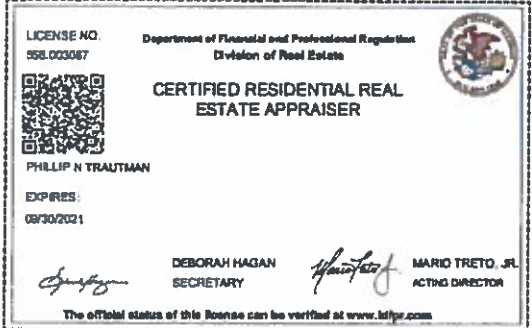 LICENSE NO.
556.003067
Department of Financial and Professional Regulation
Division of Real Estate
CERTIFIED RESIDENTIAL REAL
ESTATE APPRAISER
PHILLIP N TRAUTMAN
EXPIRES:
09/30/2021
DEBORAH HAGAN
SECRETARY
MARIO TRETO, JR.
ACTING DIRECTOR
The official status of this license can be verified at www.idfpr.com